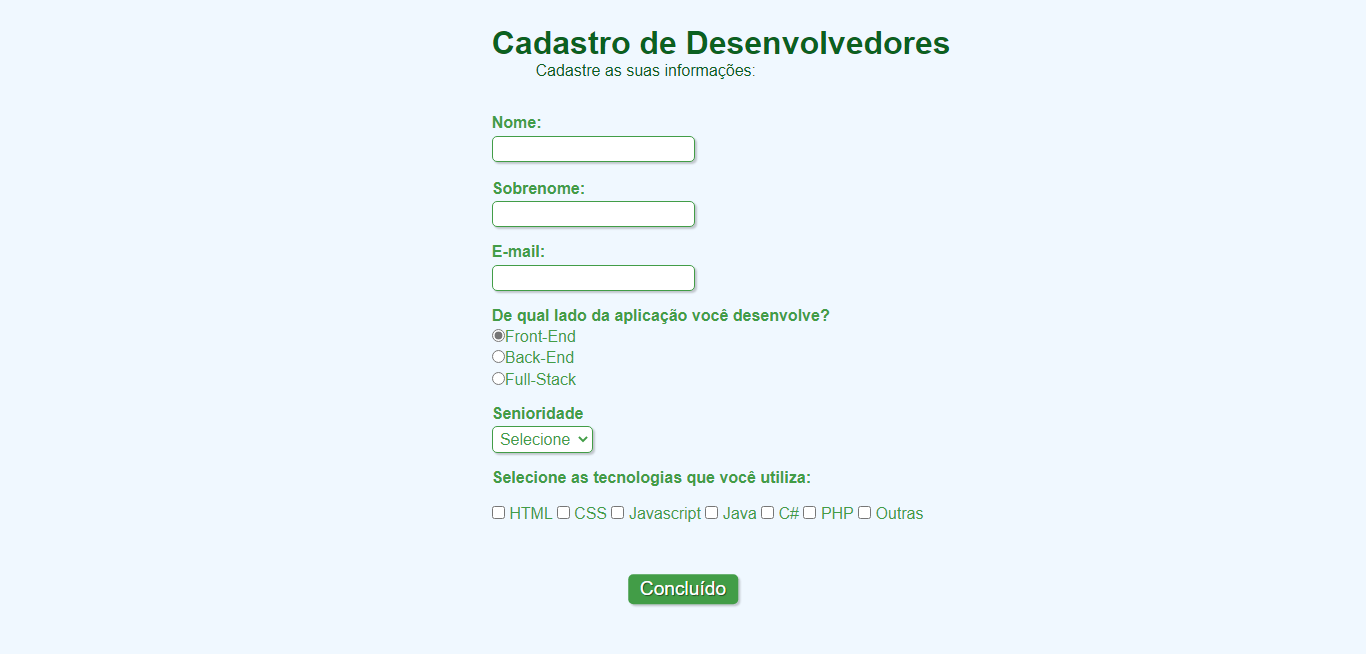 Cadastro de Desenvolvedores
Cadastre as suas informações:
Nome:
Sobrenome:
E-mail:
De qual lado da aplicação você desenvolve?
Front-End
Back-End
Full-Stack
Senioridade
Selecione
Selecione as tecnologias que você utiliza:
HTML CSS Javascript Java C# PHP Outras
Concluído